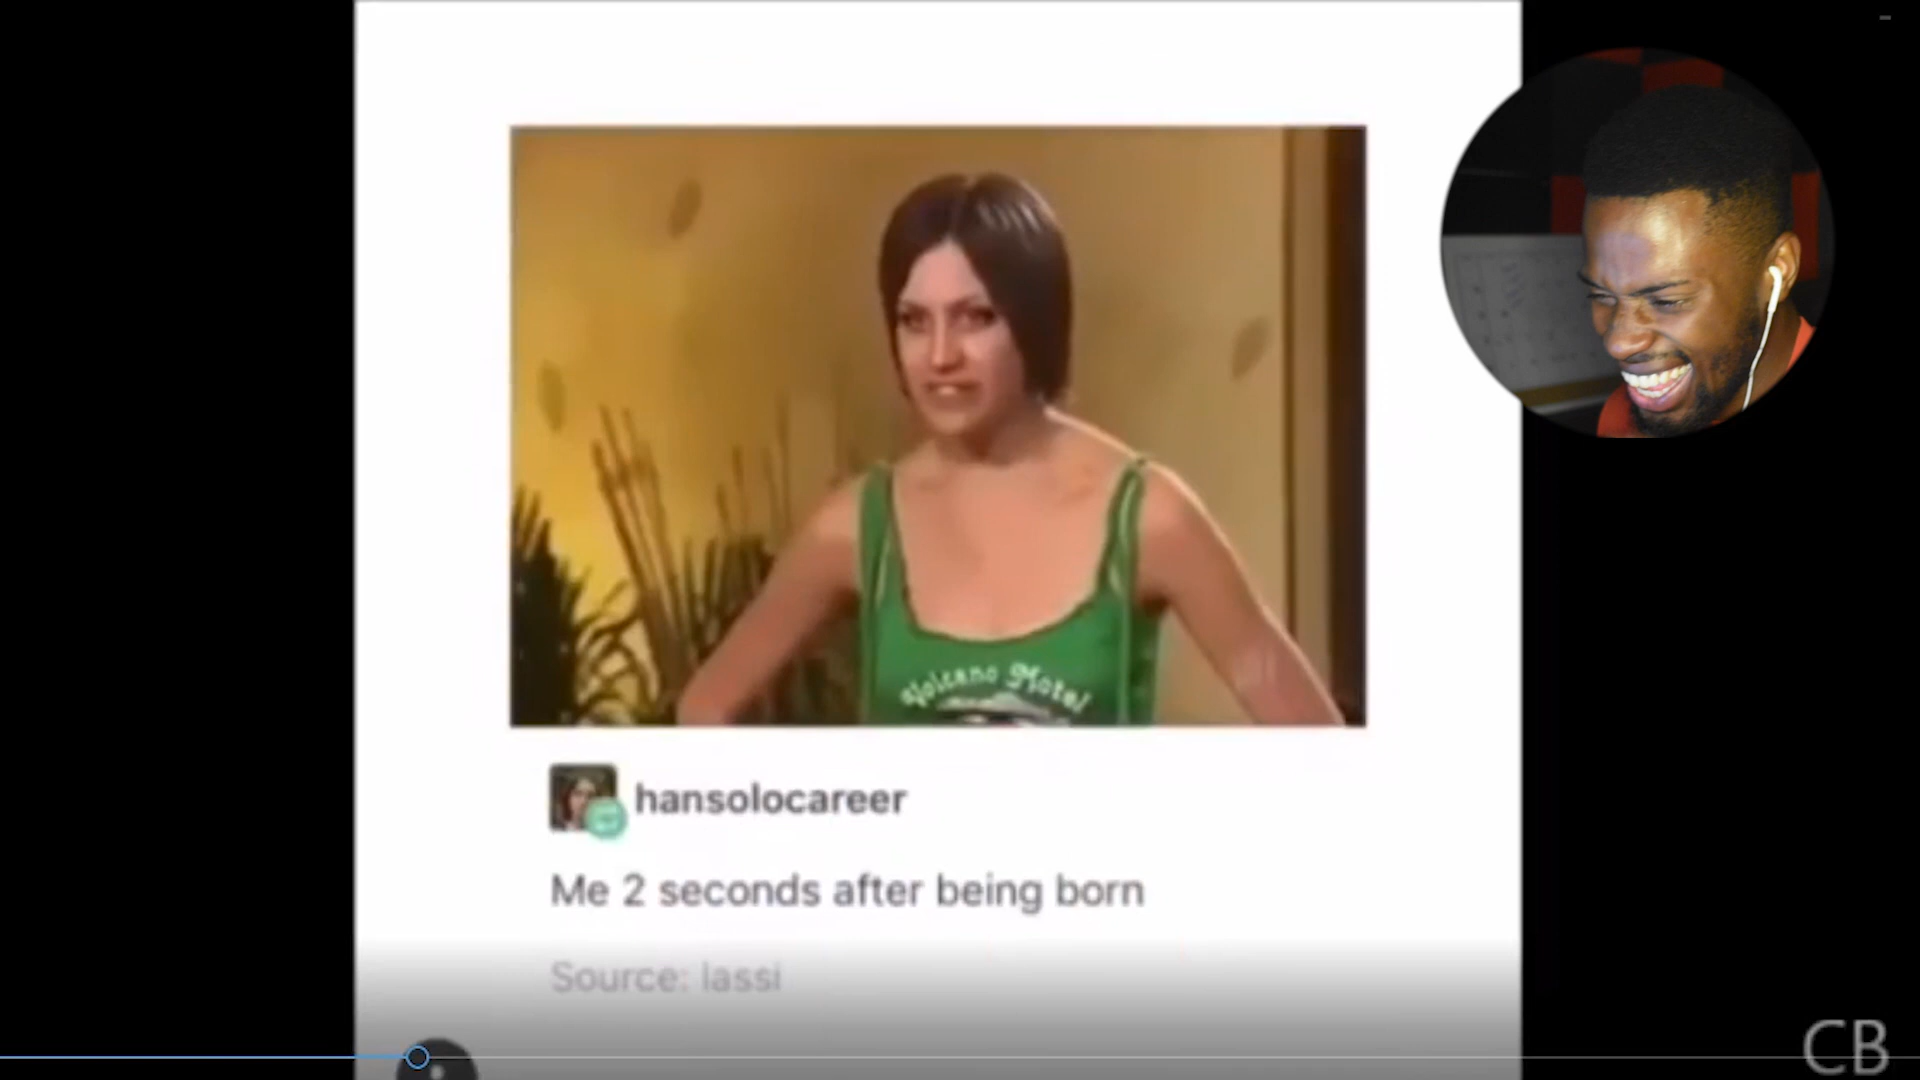 Volcano Motel
hansolocareer
Me 2 seconds after being born
Source: lassi
CB